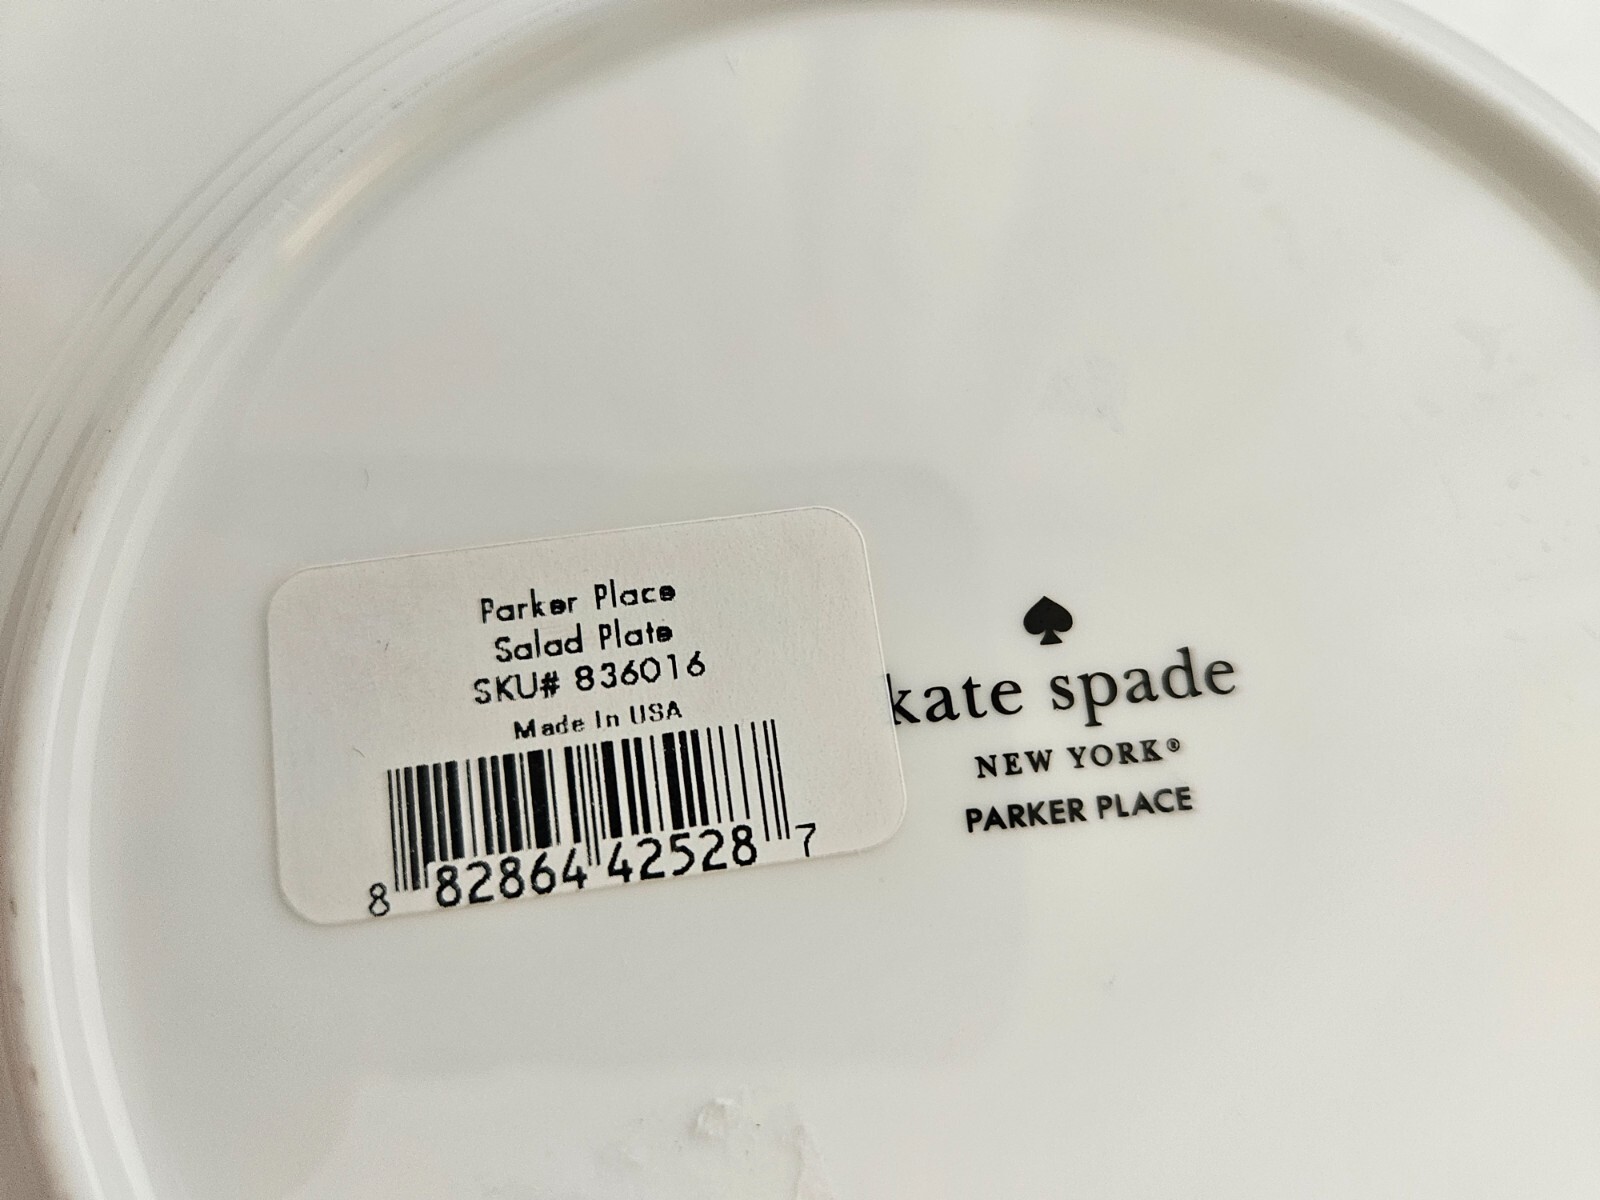 Parker Place
Salad Plate
SKU# 836016
Made In USA
8 82864 42528 7
kate spade
NEW YORK®
PARKER PLACE